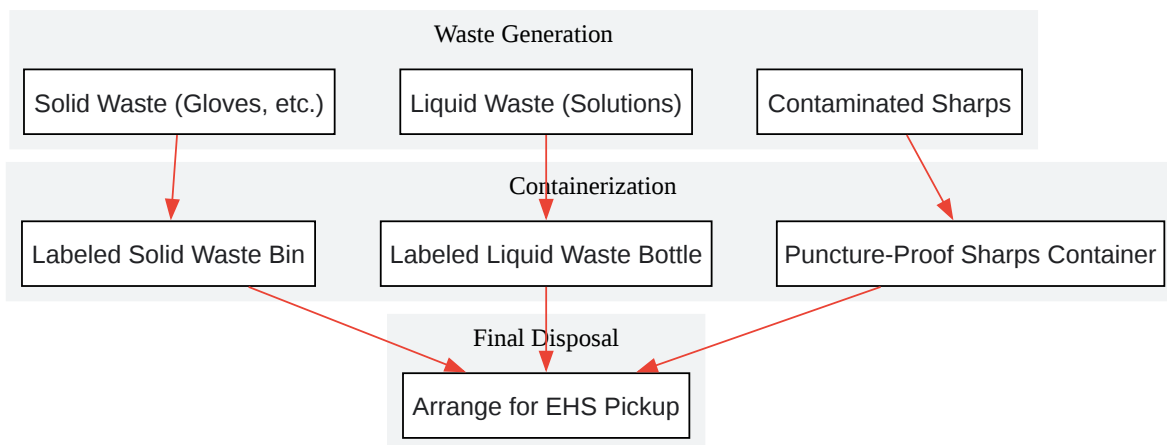 Waste Generation
Solid Waste (Gloves, etc.)
Liquid Waste (Solutions)
Contaminated Sharps
Containerization
Labeled Solid Waste Bin
Labeled Liquid Waste Bottle
Puncture-Proof Sharps Container
Final Disposal
Arrange for EHS Pickup